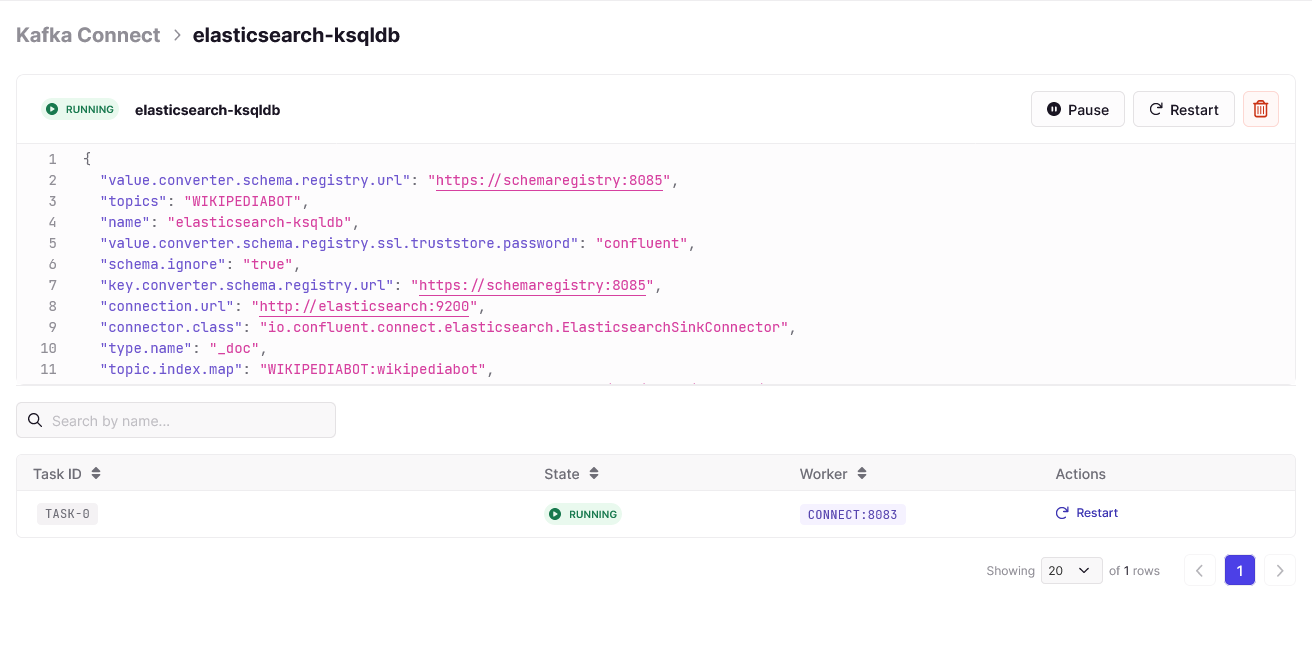 Kafka Connect > elasticsearch-ksqldb
RUNNING elasticsearch-ksqldb Pause Restart
1 {
2 "value.converter.schema.registry.url": "https://schemaregistry:8085",
3 "topics": "WIKIPEDIABOT",
4 "name": "elasticsearch-ksqldb",
5 "value.converter.schema.registry.ssl.truststore.password": "confluent",
6 "schema.ignore": "true",
7 "key.converter.schema.registry.url": "https://schemaregistry:8085",
8 "connection.url": "http://elasticsearch:9200",
9 "connector.class": "io.confluent.connect.elasticsearch.ElasticsearchSinkConnector",
10 "type.name": "_doc",
11 "topic.index.map": "WIKIPEDIABOT:wikipediabot",
Search by name...
Task ID State Worker Actions
TASK-0 RUNNING CONNECT:8083 Restart
Showing 20 of 1 rows 1